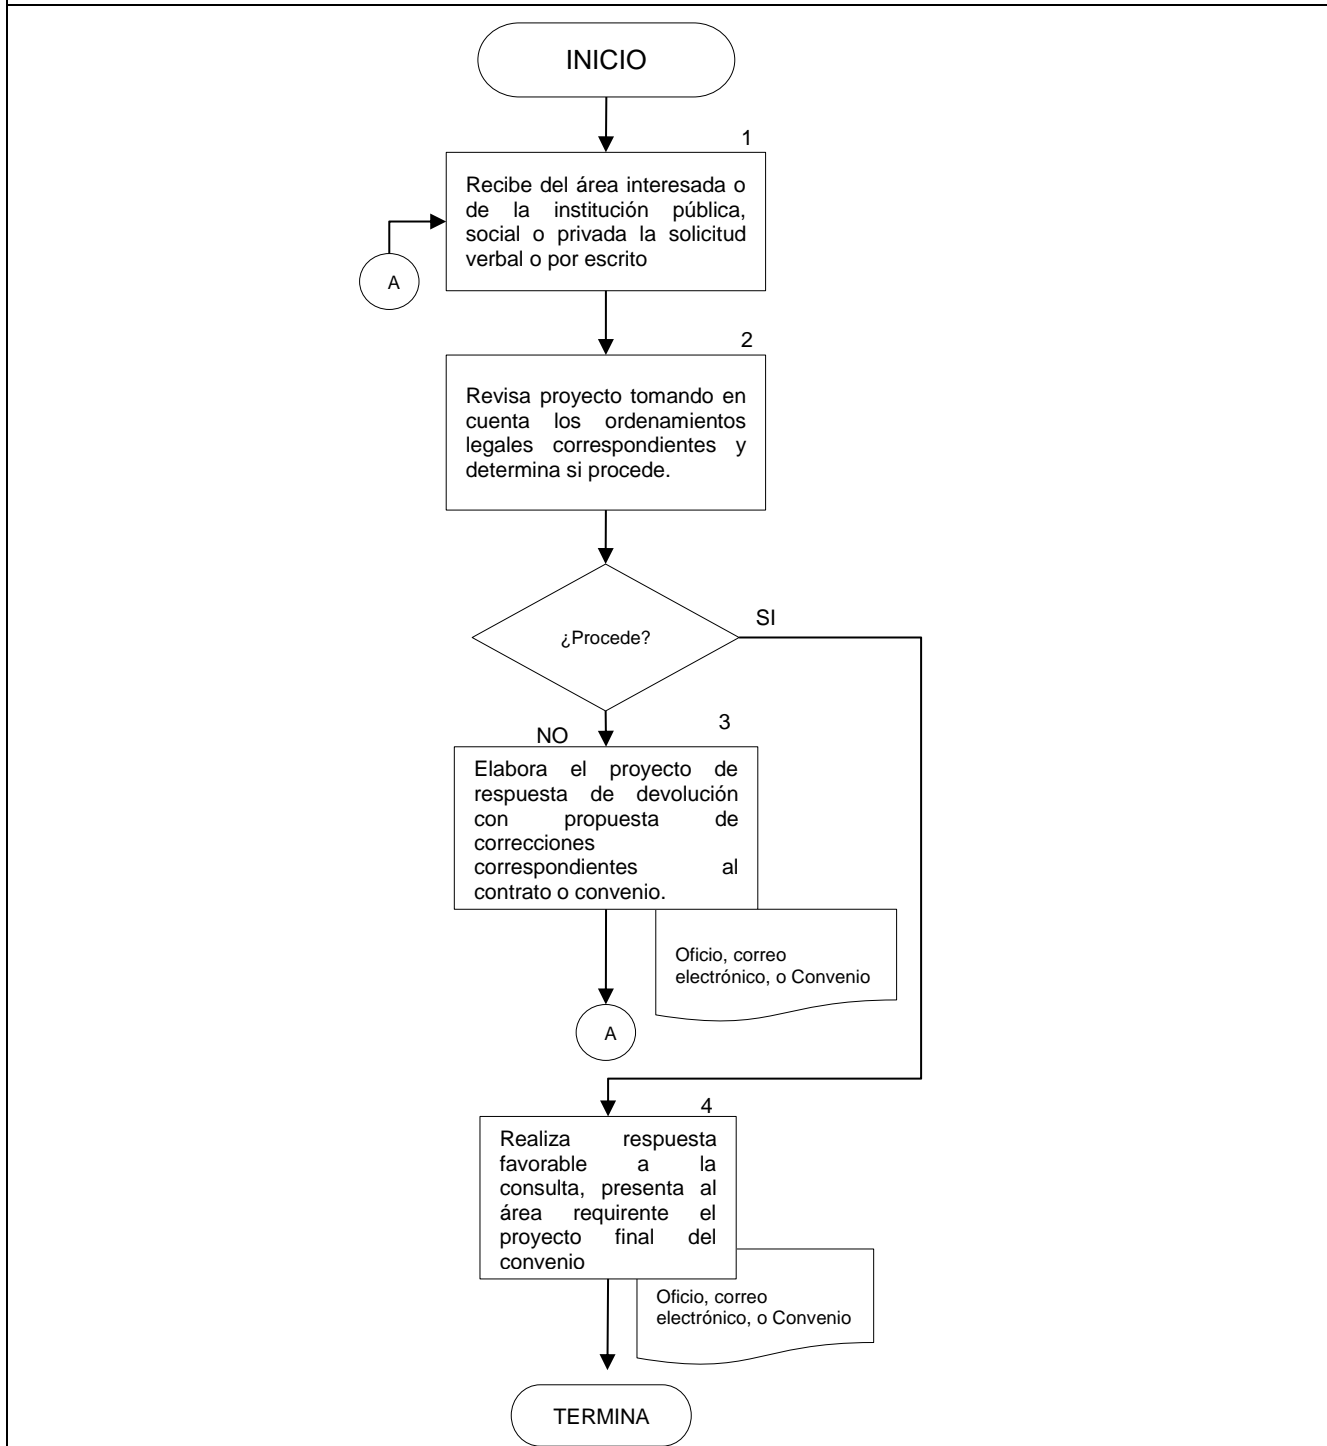 INICIO
1
Recibe del área interesada o
de la institución pública,
social o privada la solicitud
verbal o por escrito
A
2
Revisa proyecto tomando en
cuenta los ordenamientos
legales correspondientes y
determina si procede.
¿Procede?
SI
NO
3
Elabora el proyecto de
respuesta de devolución
con propuesta de
correcciones
correspondientes al
contrato o convenio.
Oficio, correo
electrónico, o Convenio
A
4
Realiza respuesta
favorable a la
consulta, presenta al
área requirente el
proyecto final del
convenio
Oficio, correo
electrónico, o Convenio
TERMINA